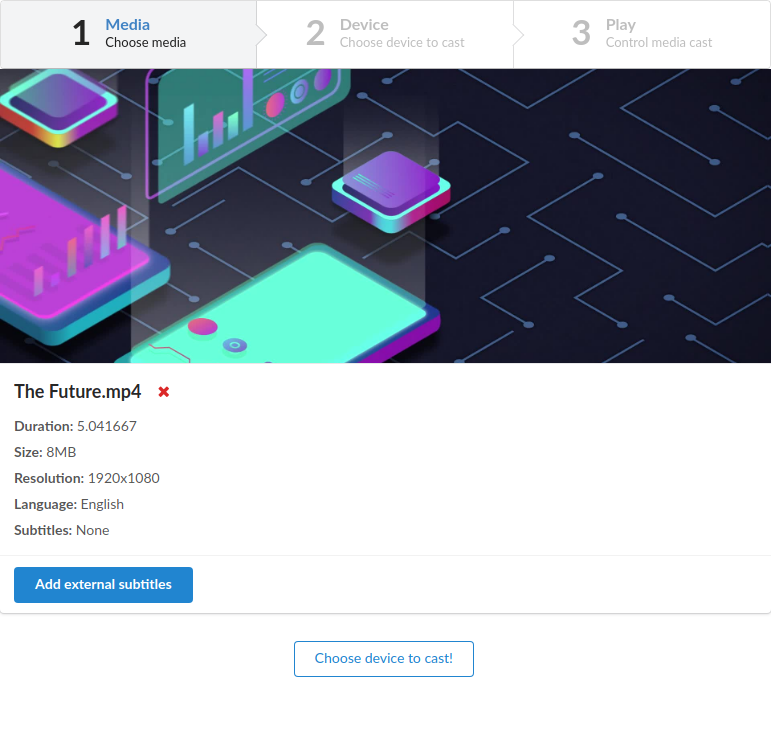 1 Media
Choose media
2 Device
Choose device to cast
3 Play
Control media cast
The Future.mp4 ✖
Duration: 5.041667
Size: 8MB
Resolution: 1920x1080
Language: English
Subtitles: None
Add external subtitles
Choose device to cast!